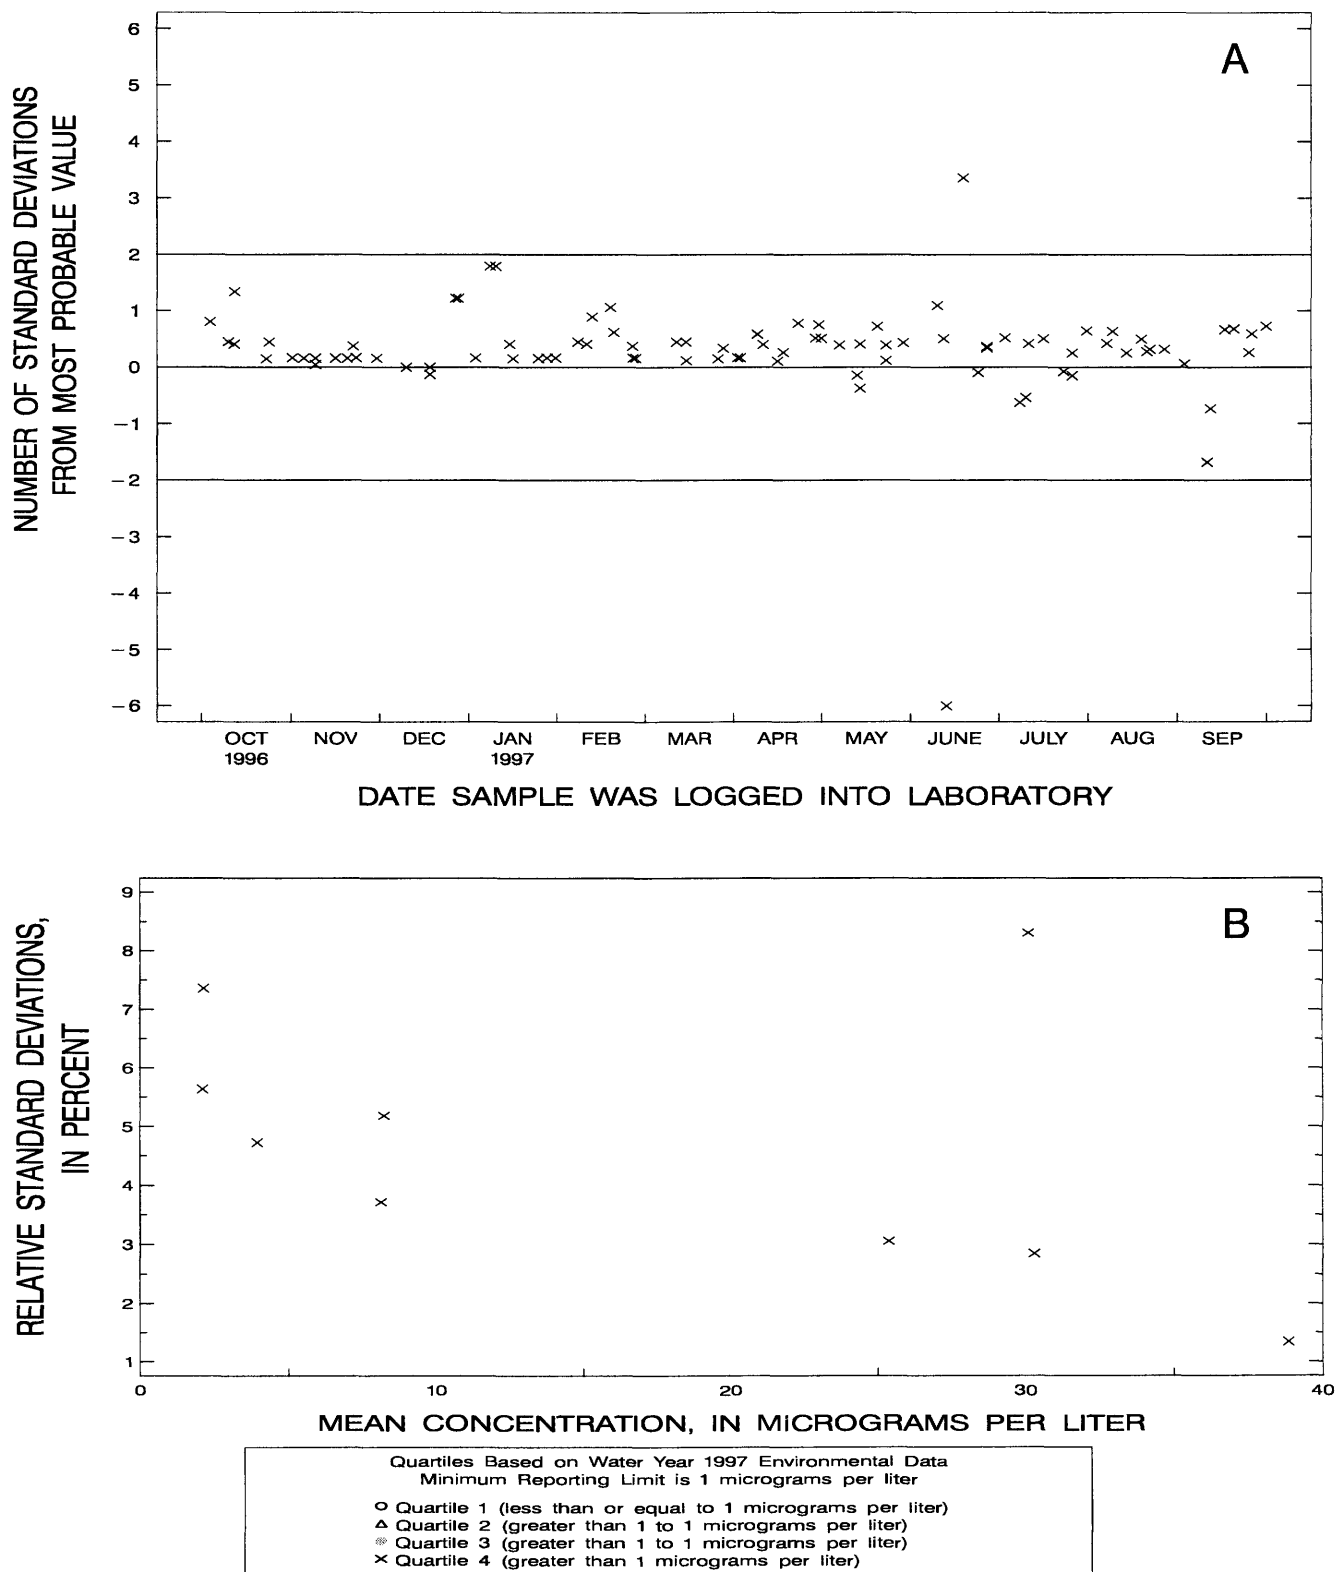 A
NUMBER OF STANDARD DEVIATIONS
FROM MOST PROBABLE VALUE
6
5
4
3
2
1
0
−1
−2
−3
−4
−5
−6
OCT NOV DEC JAN FEB MAR APR MAY JUNE JULY AUG SEP
1996 1997
DATE SAMPLE WAS LOGGED INTO LABORATORY
B
RELATIVE STANDARD DEVIATIONS,
IN PERCENT
9
8
7
6
5
4
3
2
1
0 10 20 30 40
MEAN CONCENTRATION, IN MiCROGRAMS PER LITER
Quartiles Based on Water Year 1997 Environmental Data
Minimum Reporting Limit is 1 micrograms per liter
Quartile 1 (less than or equal to 1 micrograms per liter)
Quartile 2 (greater than 1 to 1 micrograms per liter)
Quartile 3 (greater than 1 to 1 micrograms per liter)
Quartile 4 (greater than 1 micrograms per liter)